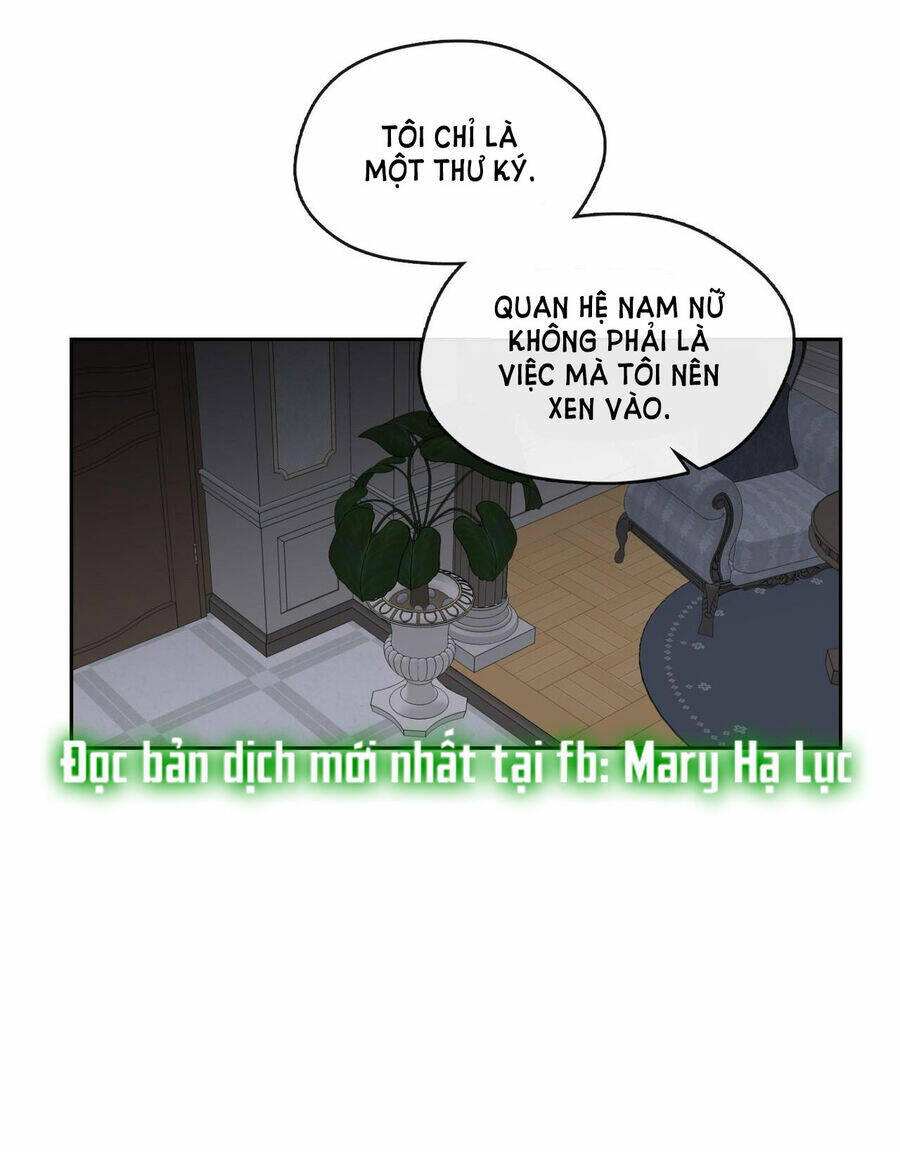 TÔI CHỈ LÀ
MỘT THƯ KÝ.
QUAN HỆ NAM NỮ
KHÔNG PHẢI LÀ
VIỆC MÀ TÔI NÊN
XEN VÀO.
Đọc bản dịch mới nhất tại fb: Mary Hạ Lục